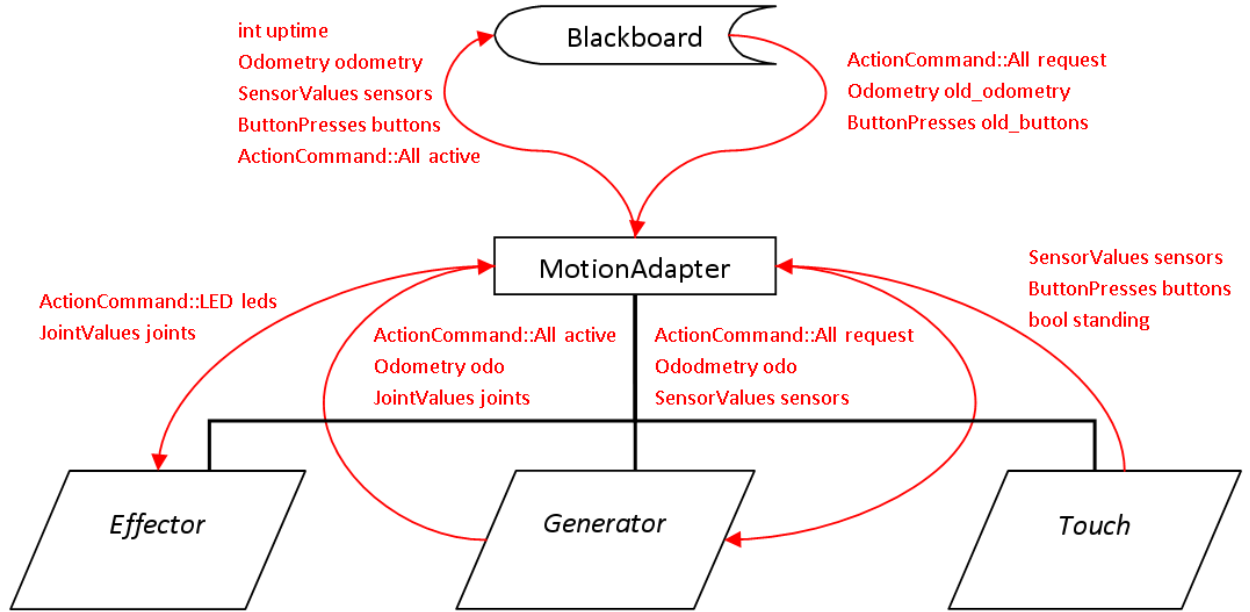 Blackboard
int uptime
Odometry odometry
SensorValues sensors
ButtonPresses buttons
ActionCommand::All active
ActionCommand::All request
Odometry old_odometry
ButtonPresses old_buttons
MotionAdapter
ActionCommand::LED leds
JointValues joints
ActionCommand::All active
Odometry odo
JointValues joints
ActionCommand::All request
Ododmetry odo
SensorValues sensors
SensorValues sensors
ButtonPresses buttons
bool standing
Effector
Generator
Touch